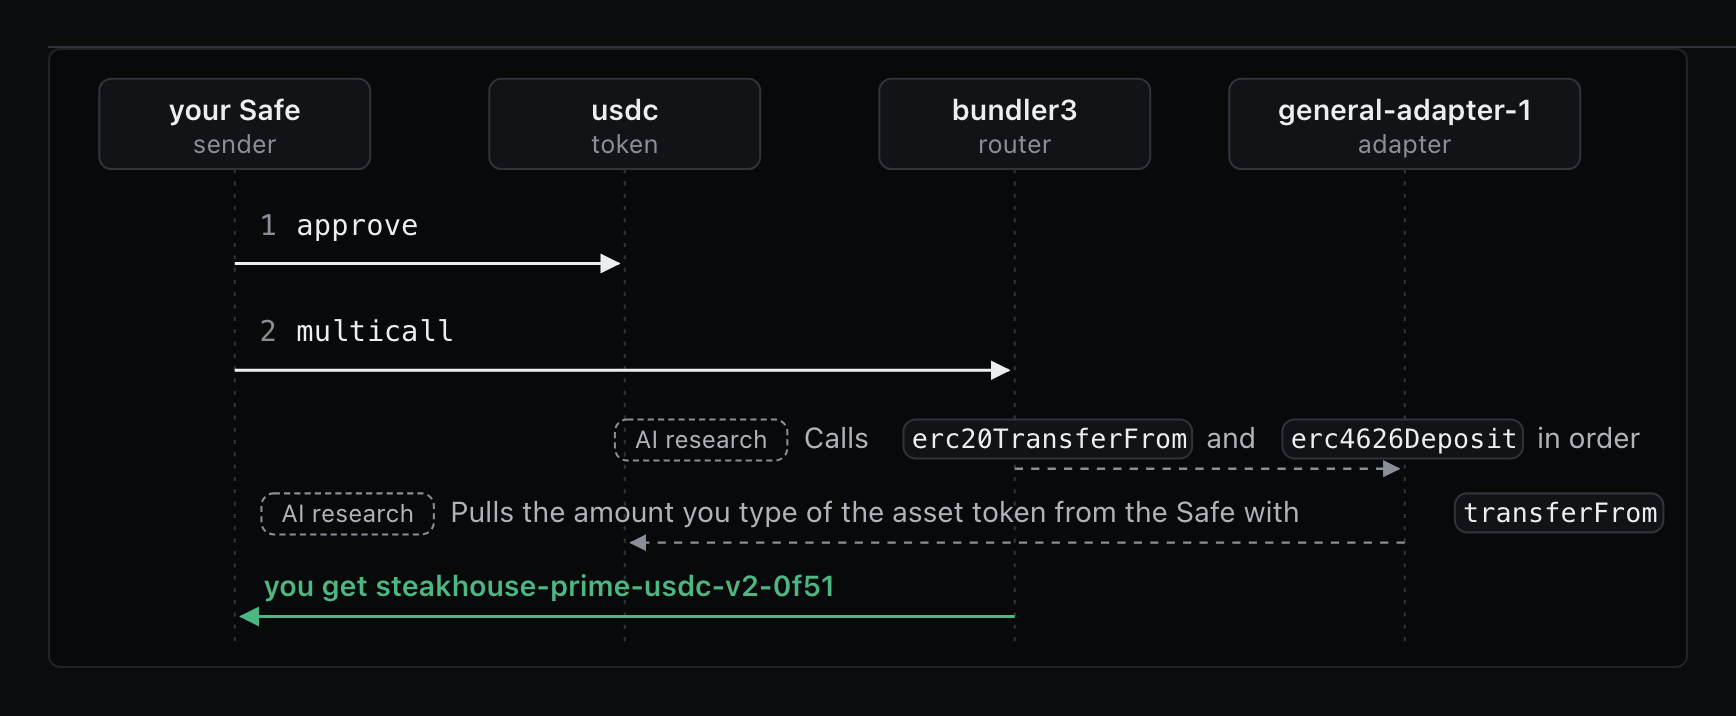 your Safe
sender
usdc
token
bundler3
router
general-adapter-1
adapter
1 approve
2 multicall
AI research Calls erc20TransferFrom and erc4626Deposit in order
AI research Pulls the amount you type of the asset token from the Safe with transferFrom
you get steakhouse-prime-usdc-v2-0f51